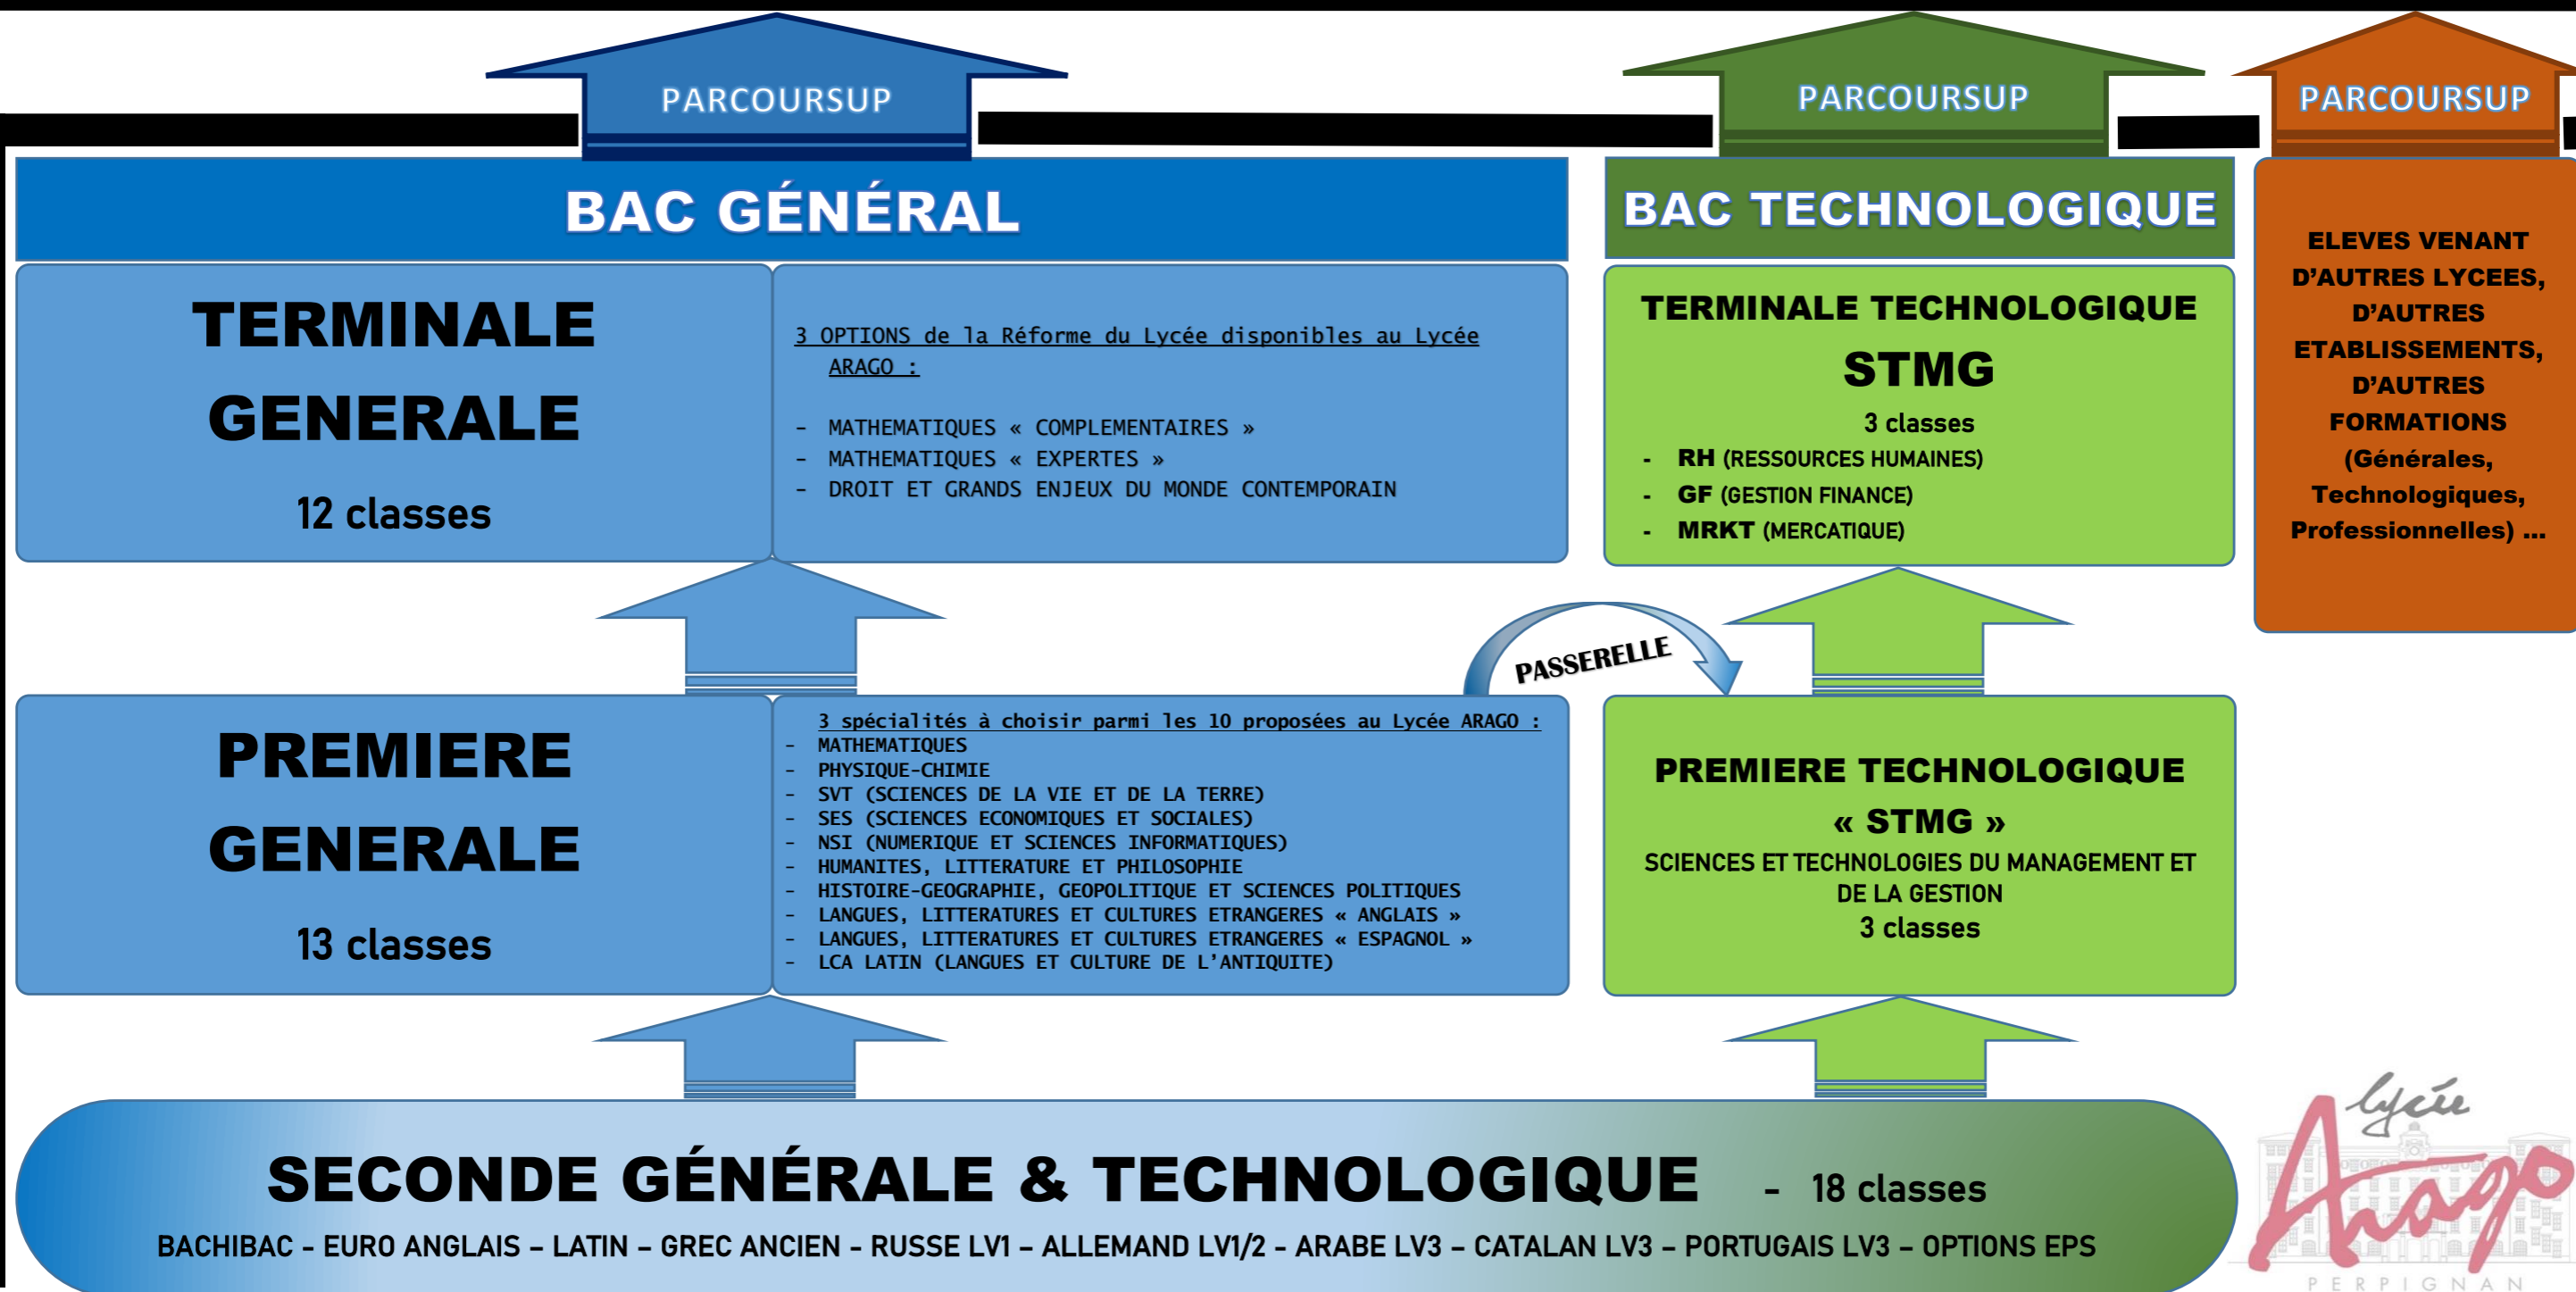 PARCOURSUP
PARCOURSUP
PARCOURSUP
BAC GÉNÉRAL
BAC TECHNOLOGIQUE
TERMINALE
GENERALE
12 classes
3 OPTIONS de la Réforme du Lycée disponibles au Lycée
ARAGO :
- MATHEMATIQUES « COMPLEMENTAIRES »
- MATHEMATIQUES « EXPERTES »
- DROIT ET GRANDS ENJEUX DU MONDE CONTEMPORAIN
TERMINALE TECHNOLOGIQUE
STMG
3 classes
- RH (RESSOURCES HUMAINES)
- GF (GESTION FINANCE)
- MRKT (MERCATIQUE)
ELEVES VENANT
D'AUTRES LYCEES,
D'AUTRES
ETABLISSEMENTS,
D'AUTRES
FORMATIONS
(Générales,
Technologiques,
Professionnelles) ...
PASSERELLE
PREMIERE
GENERALE
13 classes
3 spécialités à choisir parmi les 10 proposées au Lycée ARAGO :
- MATHEMATIQUES
- PHYSIQUE-CHIMIE
- SVT (SCIENCES DE LA VIE ET DE LA TERRE)
- SES (SCIENCES ECONOMIQUES ET SOCIALES)
- NSI (NUMERIQUE ET SCIENCES INFORMATIQUES)
- HUMANITES, LITTERATURE ET PHILOSOPHIE
- HISTOIRE-GEOGRAPHIE, GEOPOLITIQUE ET SCIENCES POLITIQUES
- LANGUES, LITTERATURES ET CULTURES ETRANGERES « ANGLAIS »
- LANGUES, LITTERATURES ET CULTURES ETRANGERES « ESPAGNOL »
- LCA LATIN (LANGUES ET CULTURE DE L'ANTIQUITE)
PREMIERE TECHNOLOGIQUE
« STMG »
SCIENCES ET TECHNOLOGIES DU MANAGEMENT ET
DE LA GESTION
3 classes
SECONDE GÉNÉRALE & TECHNOLOGIQUE - 18 classes
BACHIBAC - EURO ANGLAIS – LATIN – GREC ANCIEN - RUSSE LV1 – ALLEMAND LV1/2 - ARABE LV3 – CATALAN LV3 – PORTUGAIS LV3 – OPTIONS EPS
lycée
Arago
PERPIGNAN